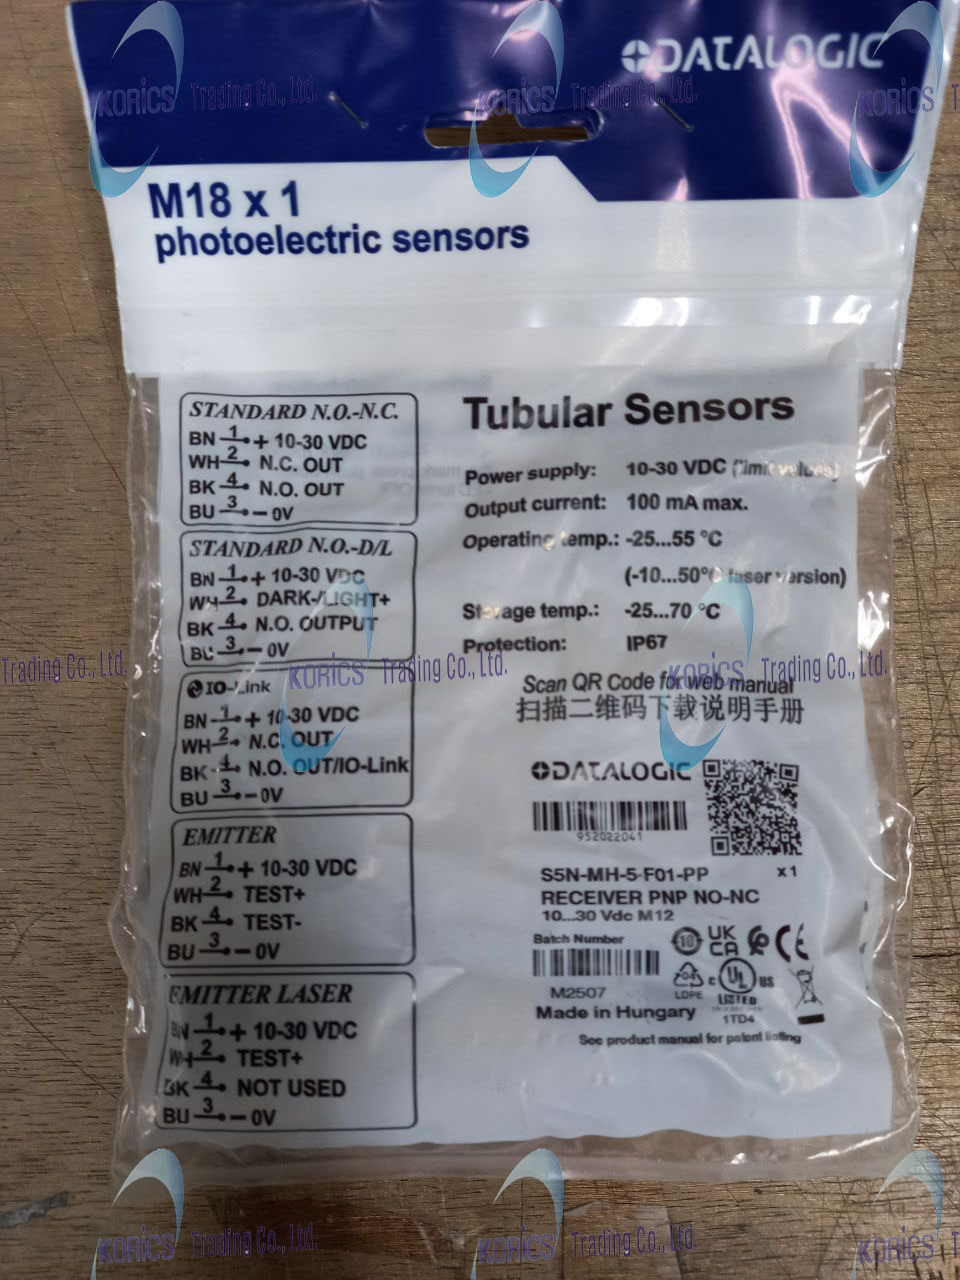 DATALOGIC
KORICS Trading Co., Ltd.
KORICS Trading Co., Ltd.
KORICS
M18 x 1
photoelectric sensors
STANDARD N.O.-N.C.
BN 1 + 10-30 VDC
WH 2 N.C. OUT
BK 4 N.O. OUT
BU 3 - 0V
STANDARD N.O.-D/L
BN 1 + 10-30 VDC
WH 2 DARK-/LIGHT+
BK 4 N.O. OUTPUT
BU 3 - 0V
IO-Link
BN 1 + 10-30 VDC
WH 2 N.C. OUT
BK 4 N.O. OUT/IO-Link
BU 3 - 0V
EMITTER
BN 1 + 10-30 VDC
WH 2 TEST+
BK 4 TEST-
BU 3 - 0V
EMITTER LASER
BN 1 + 10-30 VDC
WH 2 TEST+
BK 4 NOT USED
BU 3 - 0V
Tubular Sensors
Power supply: 10-30 VDC (limit values)
Output current: 100 mA max.
Operating temp.: -25...55 °C
(-10...50°C laser version)
Storage temp.: -25...70 °C
Protection: IP67
Trading Co., Ltd.
KORICS Trading Co., Ltd.
KORICS Trading Co., Ltd.
Scan QR Code for web manual
扫描二维码下载说明手册
DATALOGIC
952022041
S5N-MH-5-F01-PP x1
RECEIVER PNP NO-NC
10...30 Vdc M12
Batch Number
10 UK CA CE
M2507
04 LDPE
c UL US LISTED
1TD4
Made in Hungary
See product manual for patent listing
KORICS Trading Co., Ltd.
KORICS Trading Co., Ltd.
KORICS